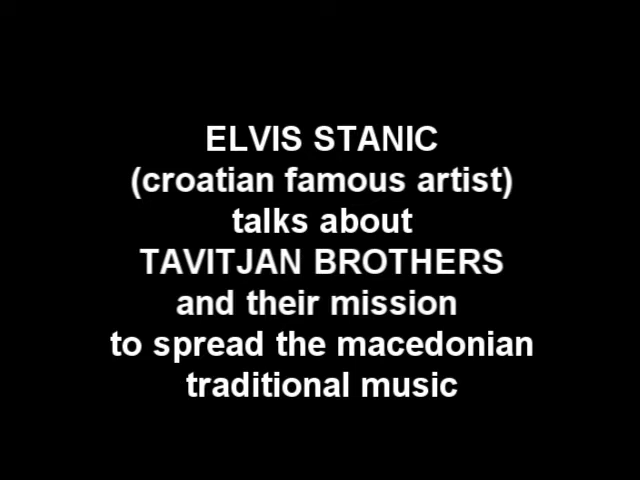 ELVIS STANIC
(croatian famous artist)
talks about
TAVITJAN BROTHERS
and their mission
to spread the macedonian
traditional music